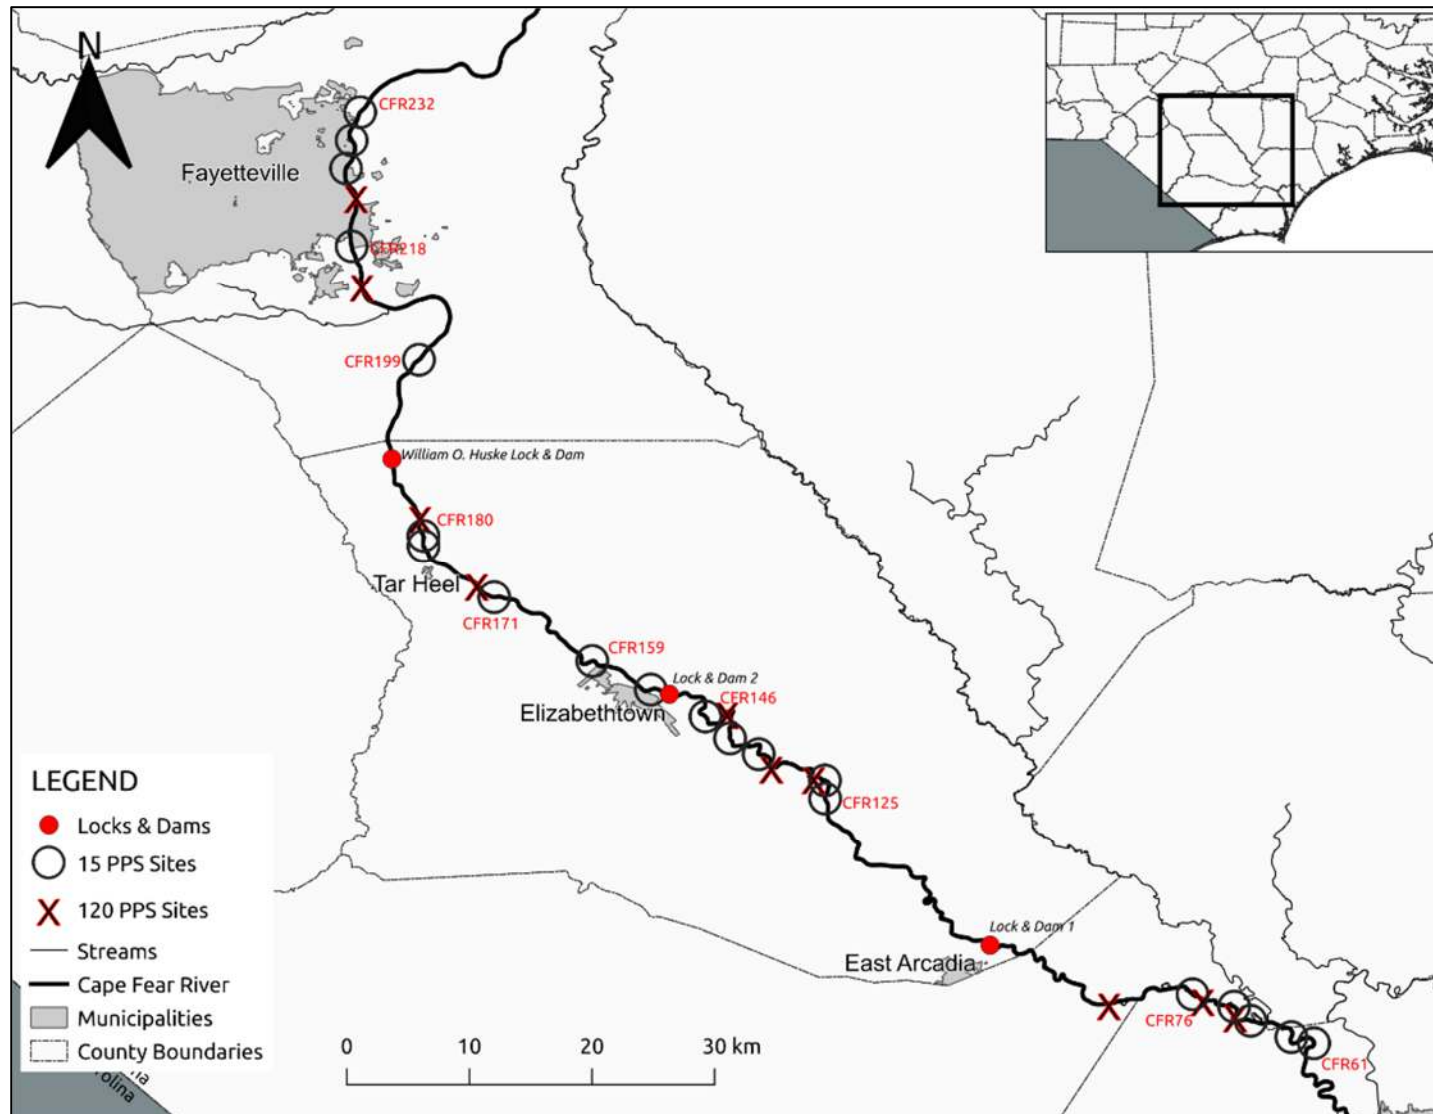 N
CFR232
Fayetteville
CFR218
CFR199
William O. Huske Lock & Dam
CFR180
Tar Heel
CFR171
CFR159
Lock & Dam 2
CFR146
Elizabethtown
CFR125
Lock & Dam 1
East Arcadia
CFR76
CFR61
LEGEND
Locks & Dams
15 PPS Sites
120 PPS Sites
Streams
Cape Fear River
Municipalities
County Boundaries
0 10 20 30 km